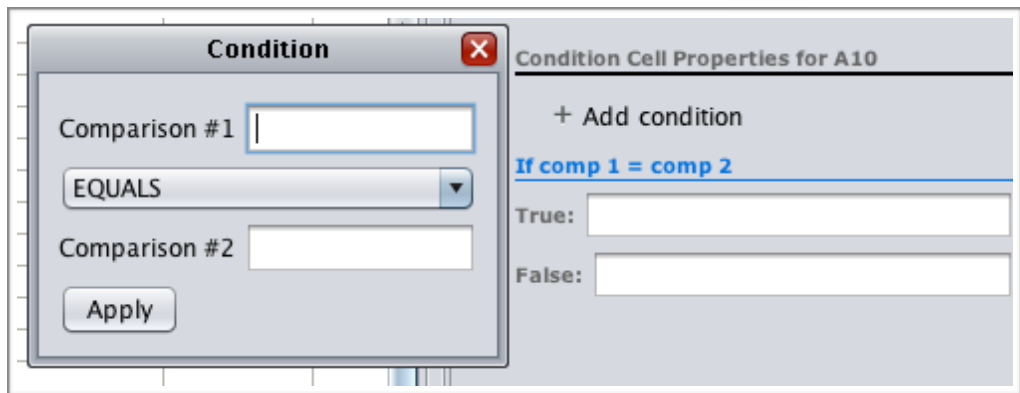 Condition
Comparison #1
EQUALS
Comparison #2
Apply
Condition Cell Properties for A10
+ Add condition
If comp 1 = comp 2
True:
False: